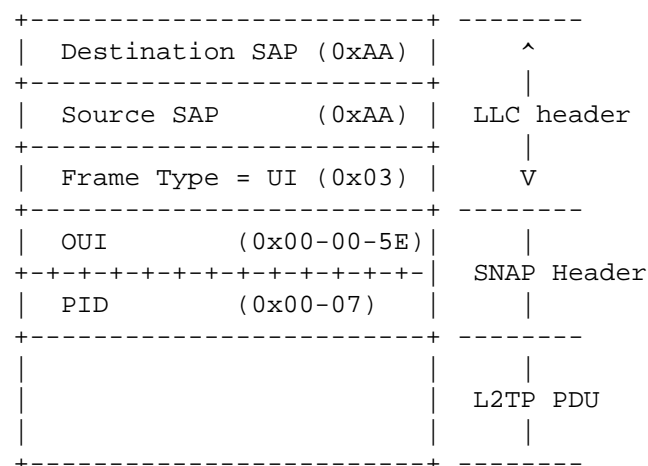 +--------------------------+ --------
|  Destination SAP (0xAA)  |    ^
+--------------------------+    |
|  Source SAP      (0xAA)  | LLC header
+--------------------------+    |
|  Frame Type = UI (0x03)  |    V
+--------------------------+ --------
|  OUI        (0x00-00-5E)|     |
+-+-+-+-+-+-+-+-+-+-+-+-+-|  SNAP Header
|  PID        (0x00-07)    |    |
+--------------------------+ --------
|                          |    |
|                          | L2TP PDU
|                          |    |
+--------------------------+ --------